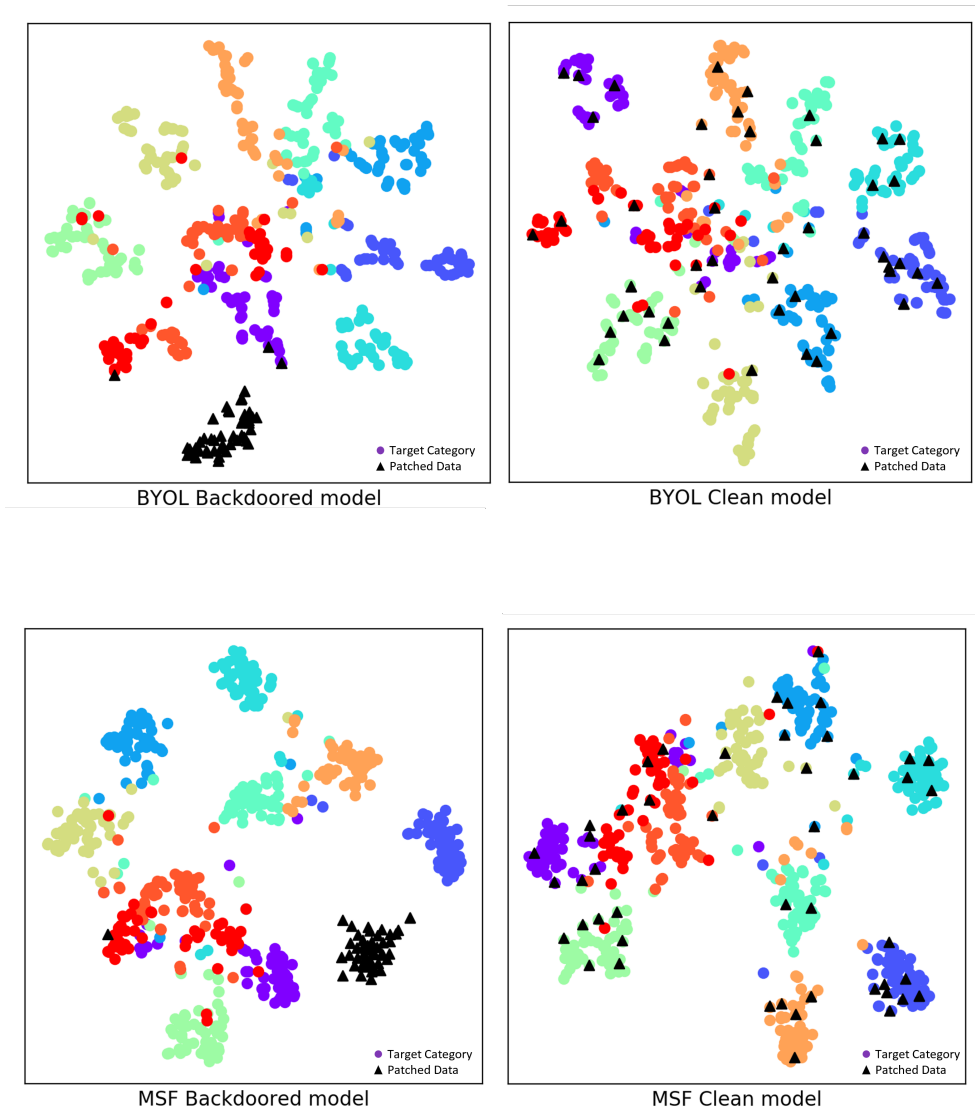 Target Category
Patched Data
BYOL Backdoored model
Target Category
Patched Data
BYOL Clean model
Target Category
Patched Data
MSF Backdoored model
Target Category
Patched Data
MSF Clean model